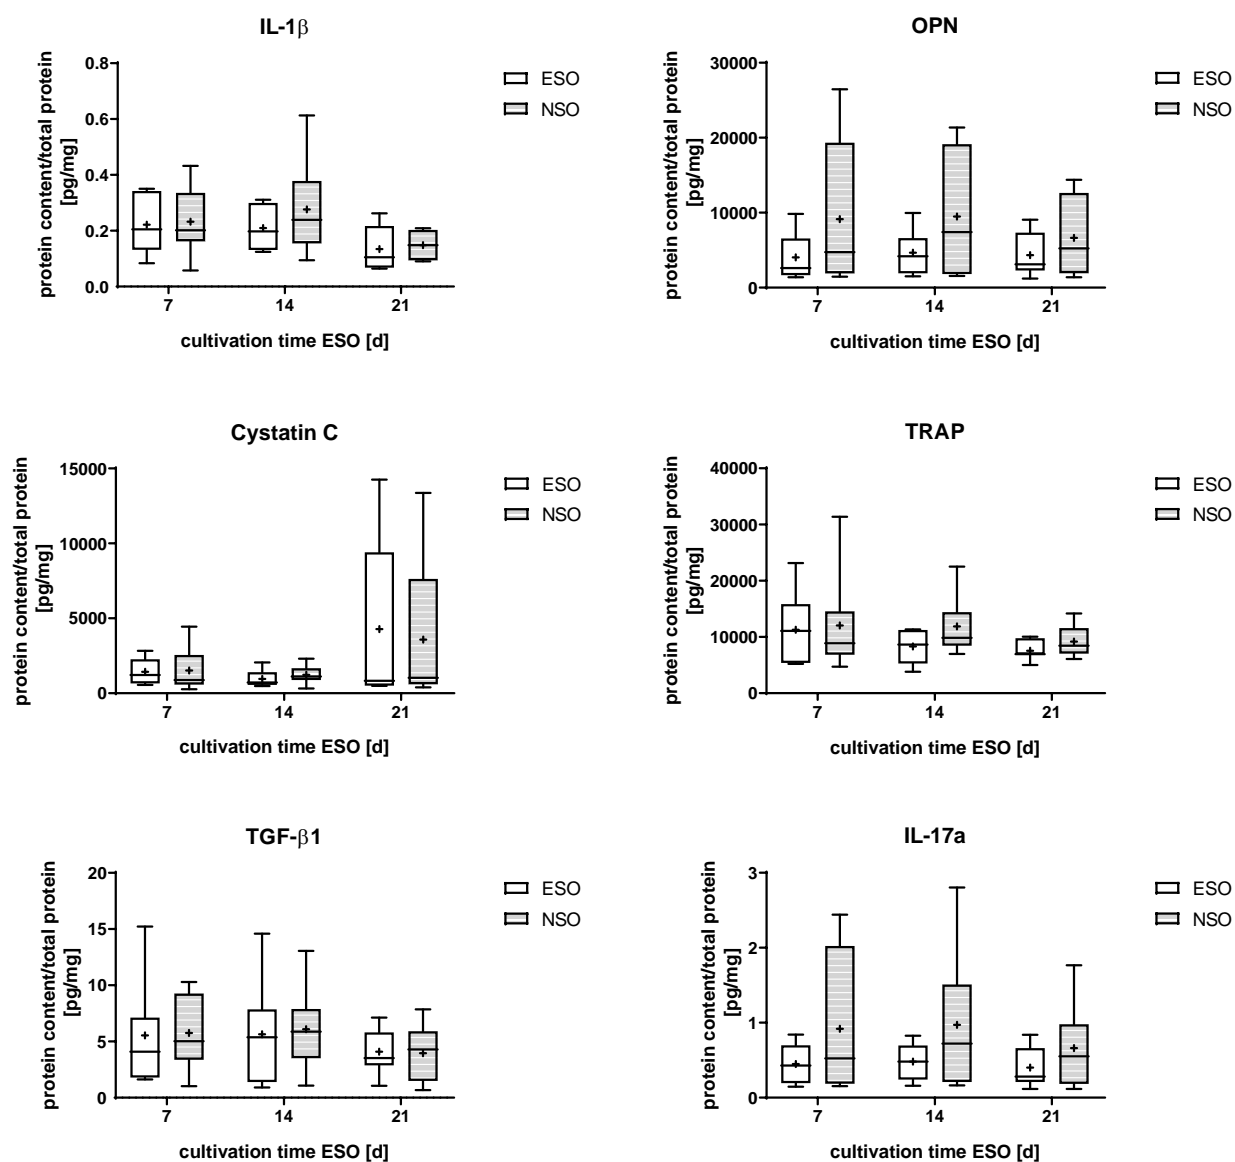 IL-1β
protein content/total protein
[pg/mg]
0.8
0.6
0.4
0.2
0.0
7 14 21
cultivation time ESO [d]
ESO
NSO
OPN
protein content/total protein
[pg/mg]
30000
20000
10000
0
7 14 21
cultivation time ESO [d]
ESO
NSO
Cystatin C
protein content/total protein
[pg/mg]
15000
10000
5000
0
7 14 21
cultivation time ESO [d]
ESO
NSO
TRAP
protein content/total protein
[pg/mg]
40000
30000
20000
10000
0
7 14 21
cultivation time ESO [d]
ESO
NSO
TGF-β1
protein content/total protein
[pg/mg]
20
15
10
5
0
7 14 21
cultivation time ESO [d]
ESO
NSO
IL-17a
protein content/total protein
[pg/mg]
3
2
1
0
7 14 21
cultivation time ESO [d]
ESO
NSO